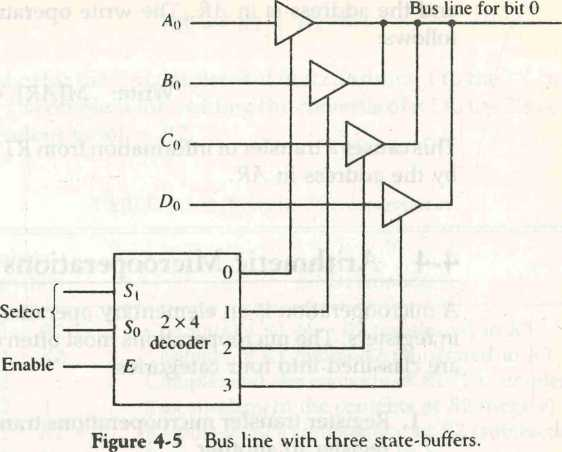 Bus line for bit 0
A0
B0
C0
D0
0
Select
S1
1
S0
2 × 4
decoder
2
Enable
E
3
Figure 4-5 Bus line with three state-buffers.